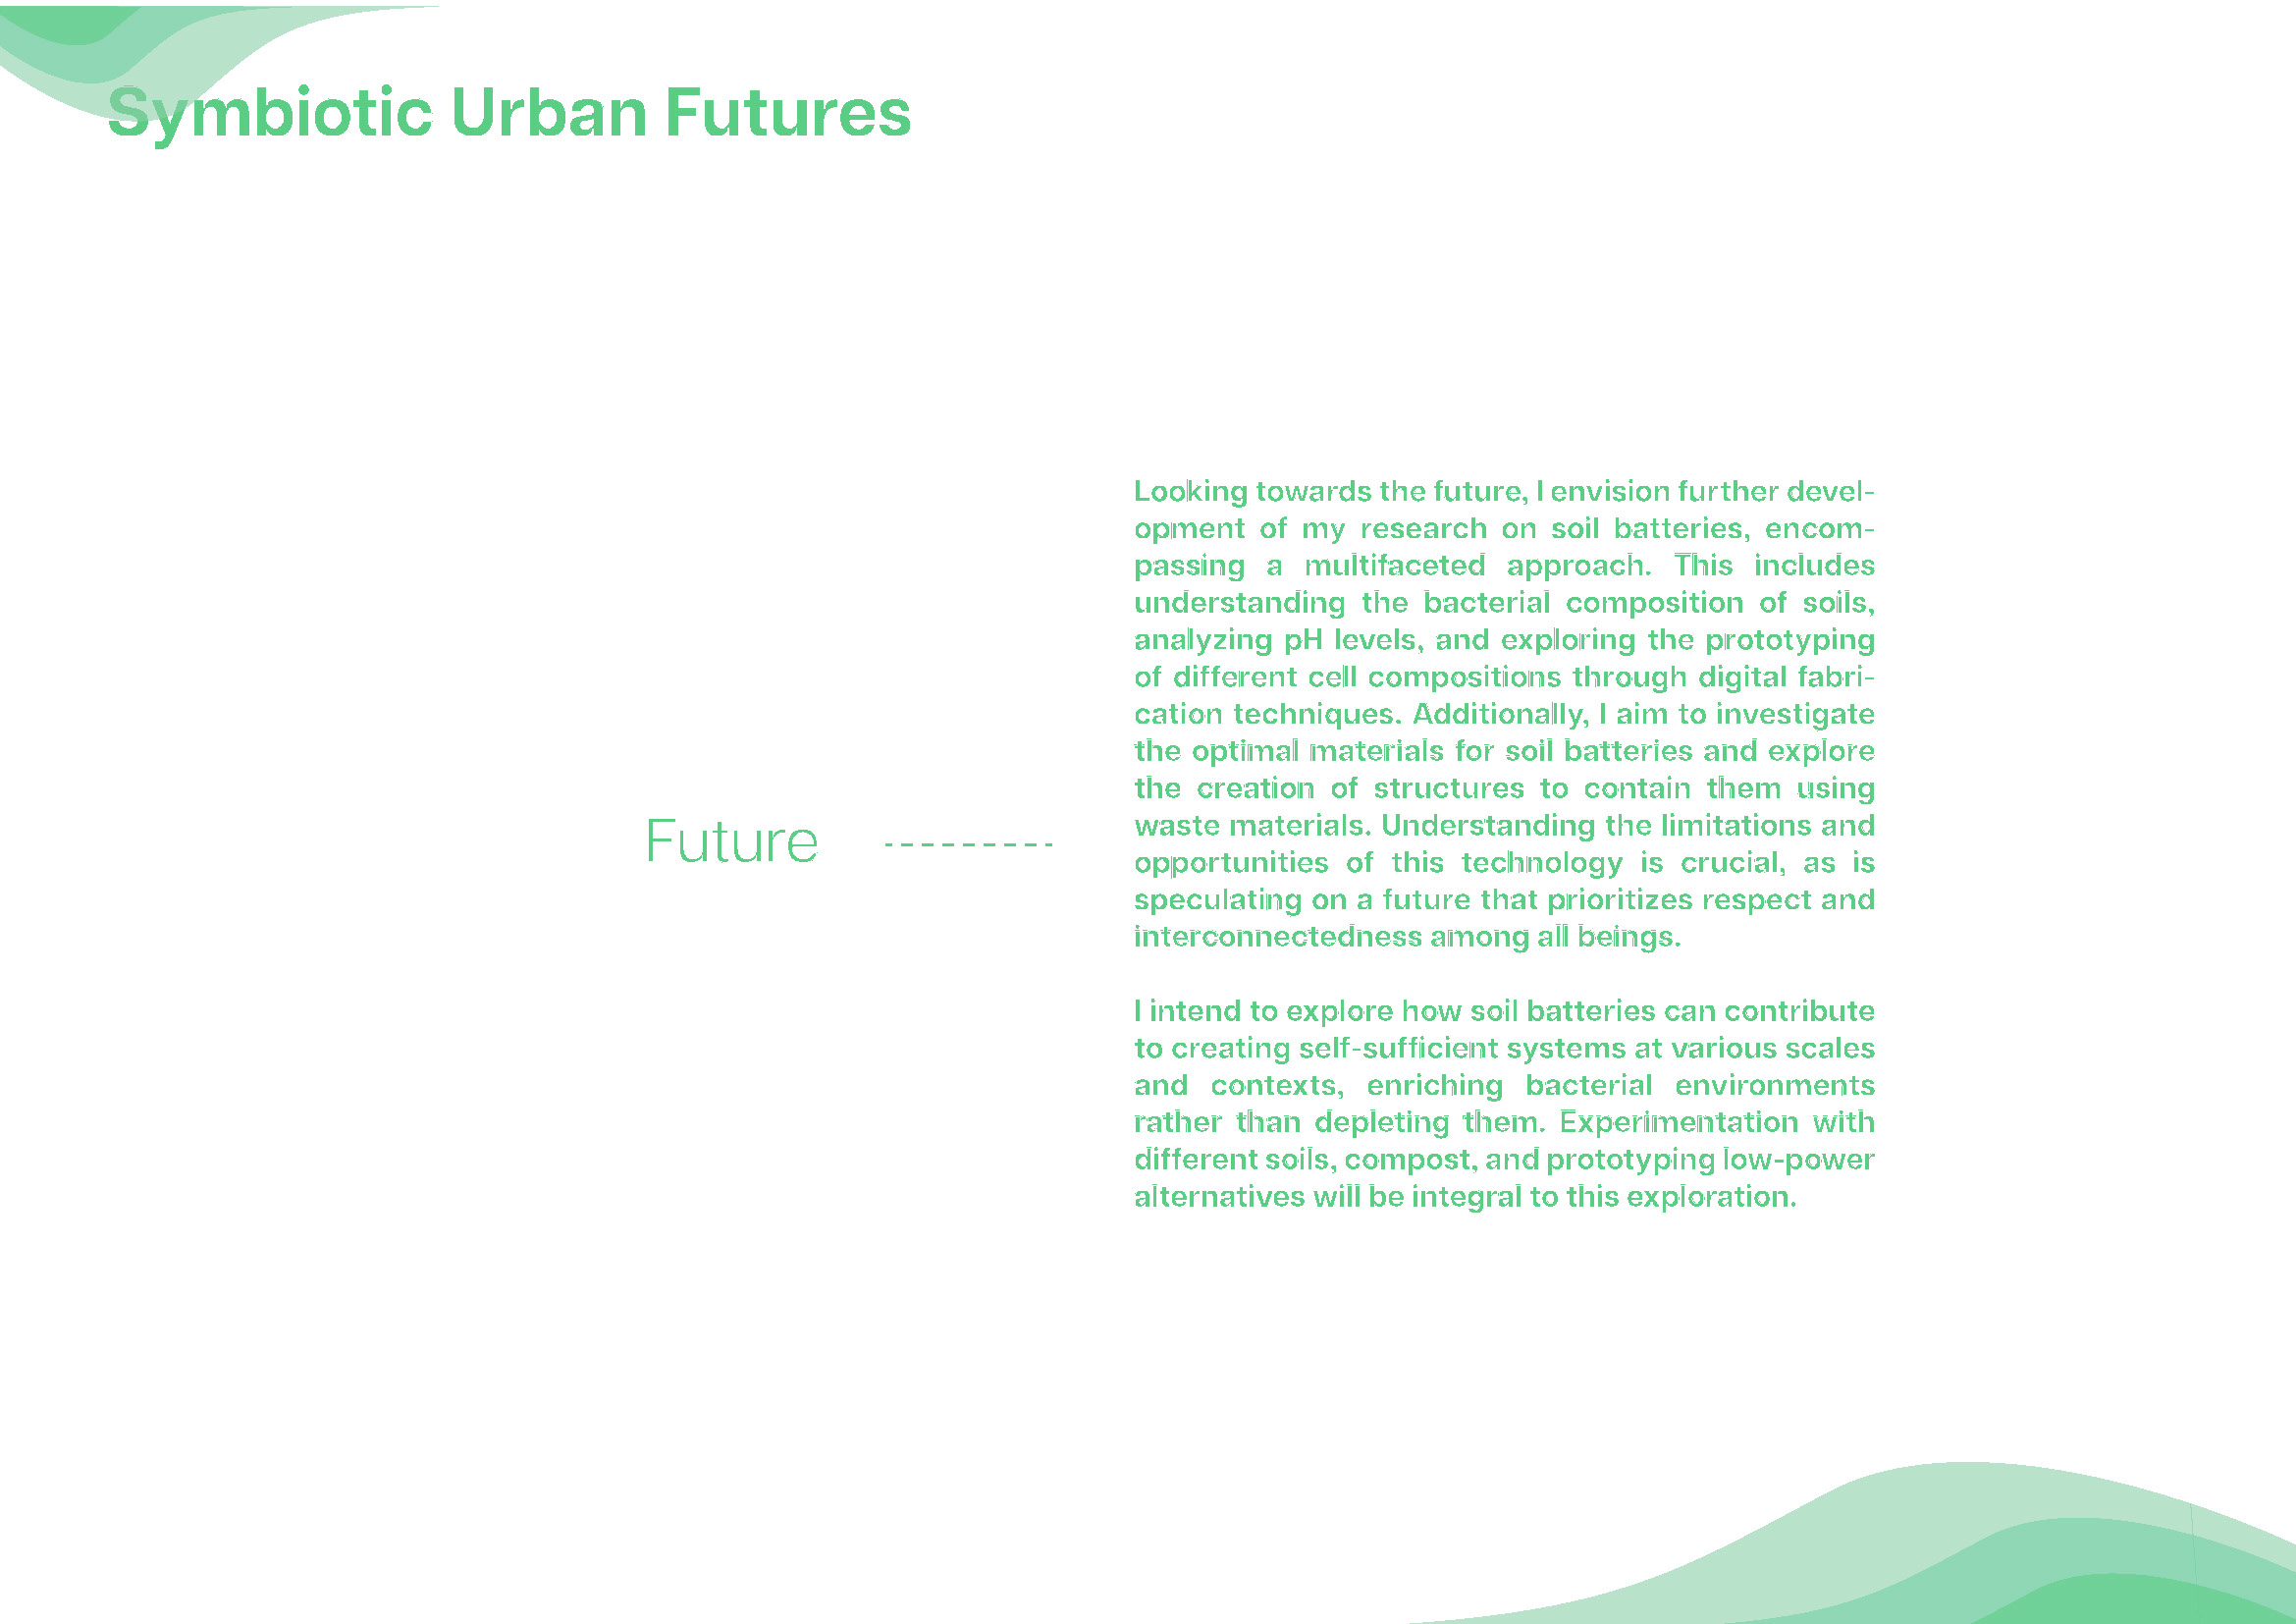 Symbiotic Urban Futures
Future
Looking towards the future, I envision further devel-
opment of my research on soil batteries, encom-
passing a multifaceted approach. This includes
understanding the bacterial composition of soils,
analyzing pH levels, and exploring the prototyping
of different cell compositions through digital fabri-
cation techniques. Additionally, I aim to investigate
the optimal materials for soil batteries and explore
the creation of structures to contain them using
waste materials. Understanding the limitations and
opportunities of this technology is crucial, as is
speculating on a future that prioritizes respect and
interconnectedness among all beings.
I intend to explore how soil batteries can contribute
to creating self-sufficient systems at various scales
and contexts, enriching bacterial environments
rather than depleting them. Experimentation with
different soils, compost, and prototyping low-power
alternatives will be integral to this exploration.